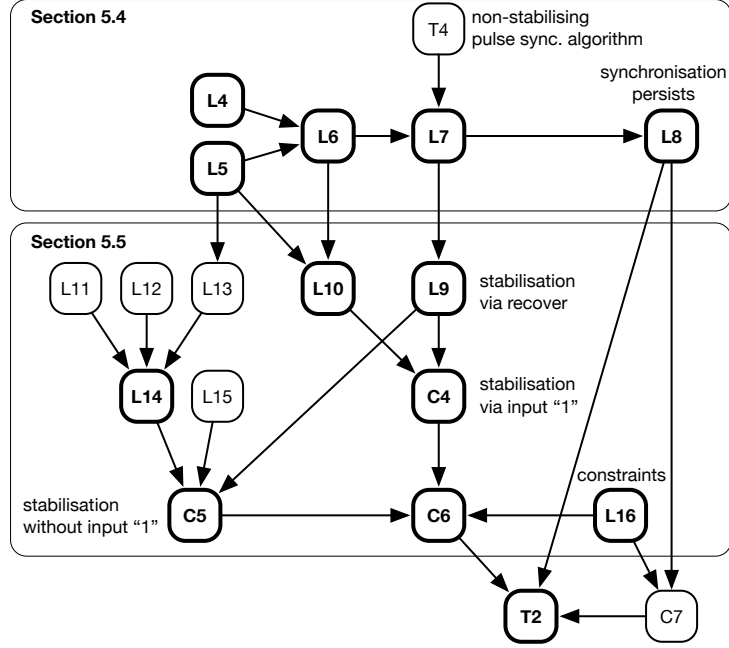 Section 5.4
T4
non-stabilising
pulse sync. algorithm
synchronisation
persists
L4
L6
L7
L8
L5
Section 5.5
L11
L12
L13
L10
L9
stabilisation
via recover
L14
L15
C4
stabilisation
via input “1”
stabilisation
without input “1”
C5
C6
constraints
L16
T2
C7